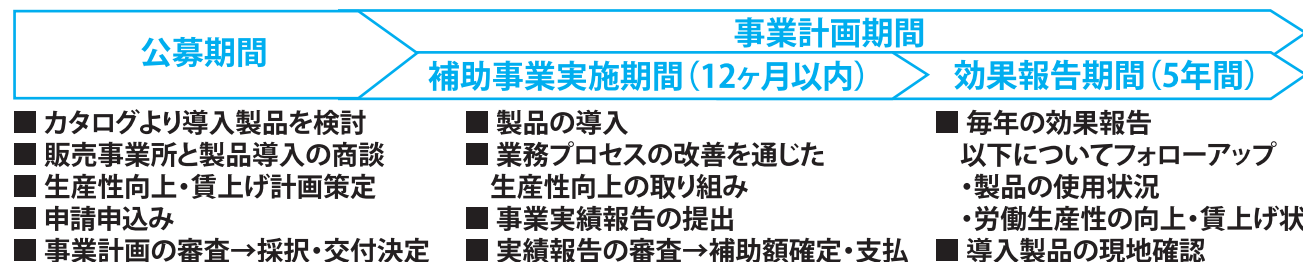 公募期間
事業計画期間
補助事業実施期間（12ヶ月以内）
効果報告期間（5年間）
■ カタログより導入製品を検討
■ 販売事業所と製品導入の商談
■ 生産性向上・賃上げ計画策定
■ 申請申込み
■ 事業計画の審査→採択・交付決定
■ 製品の導入
■ 業務プロセスの改善を通じた
生産性向上の取り組み
■ 事業実績報告の提出
■ 実績報告の審査→補助額確定・支払
■ 毎年の効果報告
以下についてフォローアップ
・製品の使用状況
・労働生産性の向上・賃上げ状
■ 導入製品の現地確認